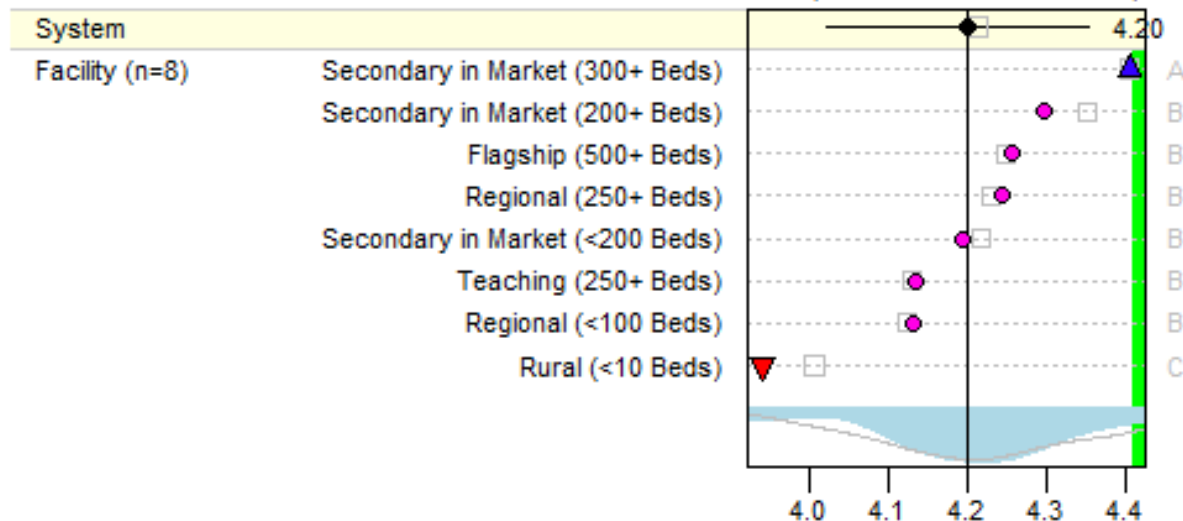 System 4.20
Facility (n=8) Secondary in Market (300+ Beds) A
Secondary in Market (200+ Beds) B
Flagship (500+ Beds) B
Regional (250+ Beds) B
Secondary in Market (<200 Beds) B
Teaching (250+ Beds) B
Regional (<100 Beds) B
Rural (<10 Beds) C
4.0 4.1 4.2 4.3 4.4